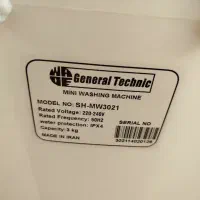 WAGE
General Technic
MINI WASHING MACHINE
MODEL NO: SH-MW3021
Rated Voltage: 220-240V
Rated Frequency: 50HZ
water protection: IPX4
Capacity: 3 kg
MADE IN IRAN
SERIAL NO